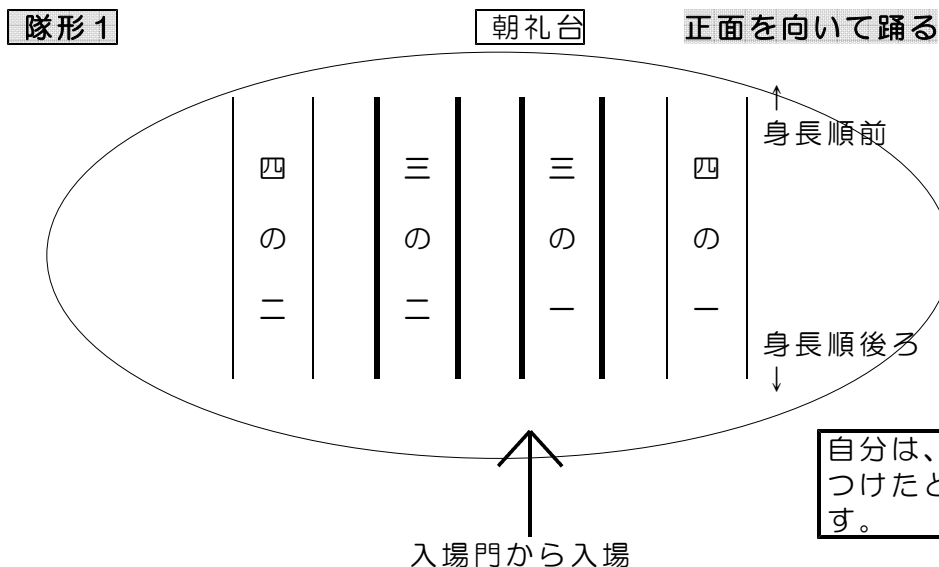 隊形１
朝礼台
正面を向いて踊る
身長順前
四の二
三の二
三の一
四の一
身長順後ろ
自分は、
つけたと
す。
入場門から入場